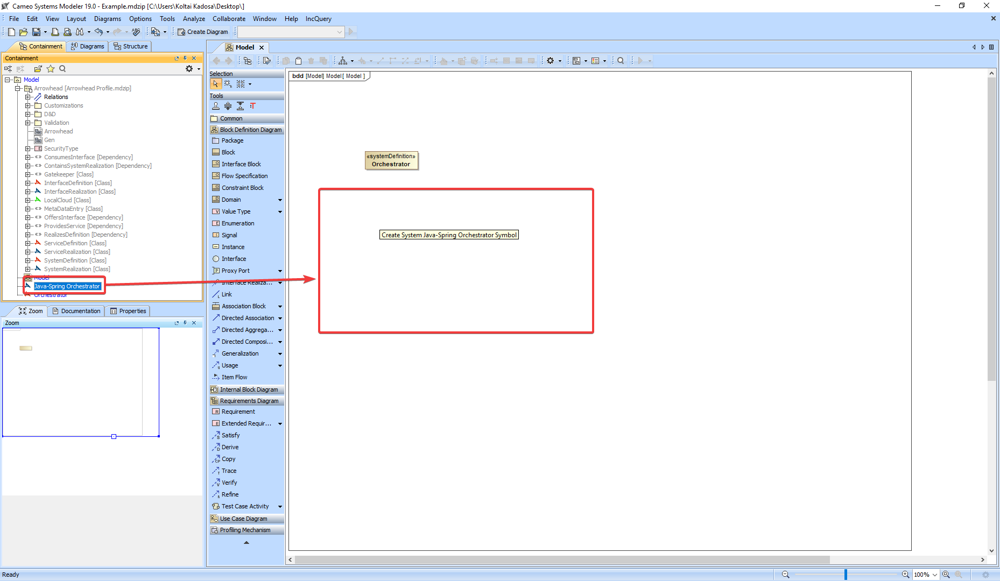 Cameo Systems Modeler 19.0 - Example.mdzip [C:\Users\Koltai Kadosa\Desktop\]
File Edit View Layout Diagrams Options Tools Analyze Collaborate Window Help IncQuery
Create Diagram
Containment Diagrams Structure
Containment
Model
Arrowhead [Arrowhead Profile.mdzip]
Relations
Customizations
D&D
Validation
Arrowhead
Gen
SecurityType
ConsumesInterface [Dependency]
ContainsSystemRealization [Dependency]
Gatekeeper [Class]
InterfaceDefinition [Class]
InterfaceRealization [Class]
LocalCloud [Class]
MetaDataEntry [Class]
OffersInterface [Dependency]
ProvidesService [Dependency]
RealizesDefinition [Dependency]
ServiceDefinition [Class]
ServiceRealization [Class]
SystemDefinition [Class]
SystemRealization [Class]
Model
Java-Spring Orchestrator
Orchestrator
Zoom Documentation Properties
Zoom
Model
Selection
Tools
Common
Block Definition Diagram
Package
Block
Interface Block
Flow Specification
Constraint Block
Domain
Value Type
Enumeration
Signal
Instance
Interface
Proxy Port
Interface Realiza...
Link
Association Block
Directed Association
Directed Aggrega...
Directed Composi...
Generalization
Usage
Item Flow
Internal Block Diagram
Requirements Diagram
Requirement
Extended Requir...
Satisfy
Derive
Copy
Trace
Verify
Refine
Test Case Activity
Use Case Diagram
Profiling Mechanism
bdd [Model] Model[ Model ]
«systemDefinition»
Orchestrator
Create System Java-Spring Orchestrator Symbol
Ready
100%